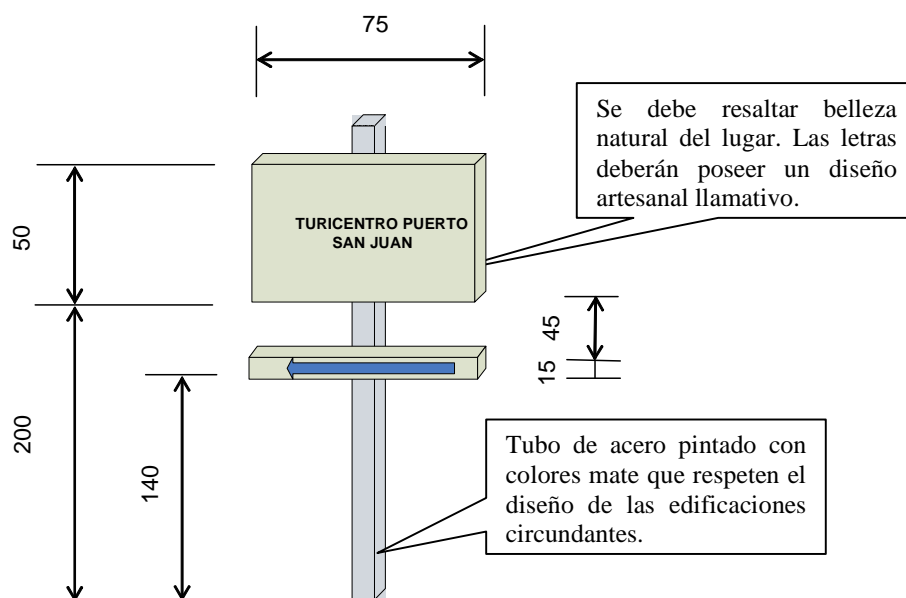 75
Se debe resaltar belleza
natural del lugar. Las letras
deberán poseer un diseño
artesanal llamativo.
TURICENTRO PUERTO
SAN JUAN
50
45
15
200
140
Tubo de acero pintado con
colores mate que respeten el
diseño de las edificaciones
circundantes.